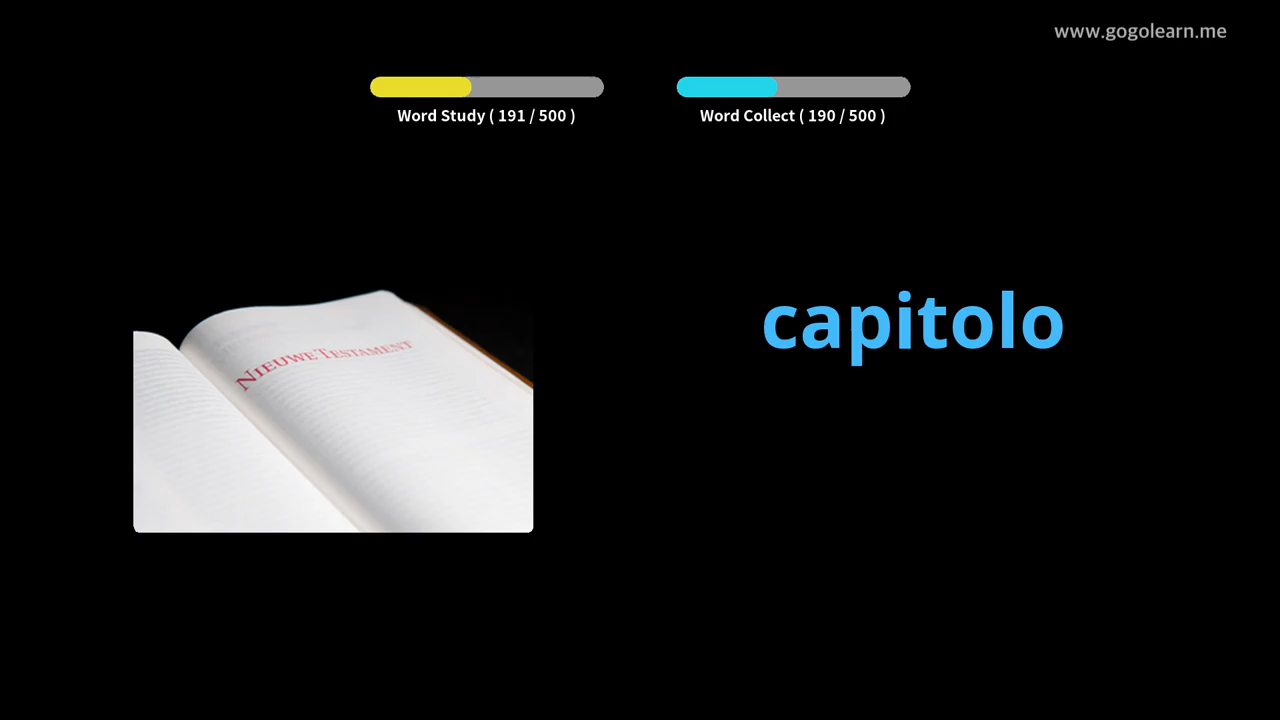 www.gogolearn.me
Word Study ( 191 / 500 )
Word Collect ( 190 / 500 )
capitolo
NIEUWE TESTAMENT